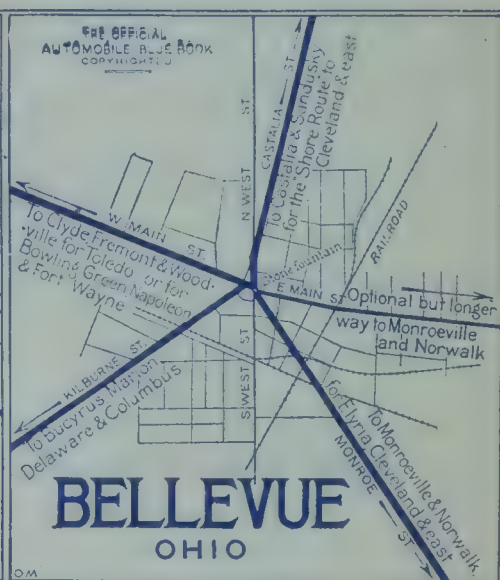 THE OFFICIAL
AUTOMOBILE BLUE BOOK
COPYRIGHTED
CASTALIA ST
To Castalia & Sandusky
for the "Shore Route" to
Cleveland & east
N WEST ST
W MAIN ST.
To Clyde Fremont & Wood-
ville for Toledo or for
Bowling Green Napoleon
& Fort Wayne
RAILROAD
Stone fountain
E MAIN ST
Optional but longer
way to Monroeville
and Norwalk
KILBURNE ST.
To Bucyrus Marion
Delaware & Columbus
S WEST ST
To Monroeville & Norwalk
for Elyria Cleveland & east
MONROE ST
BELLEVUE
OHIO
OM